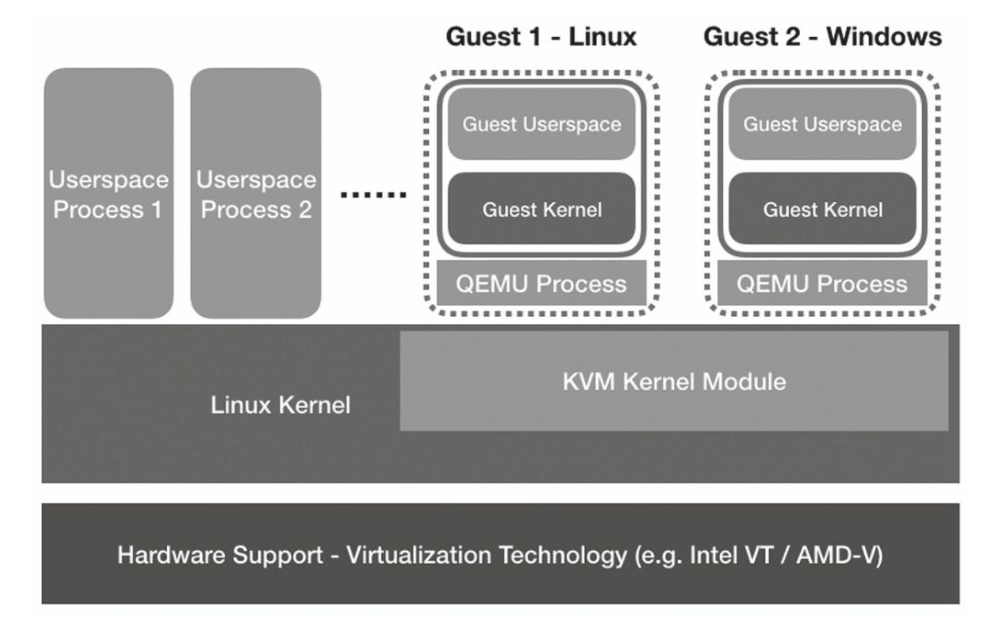 Guest 1 - Linux
Guest 2 - Windows
Userspace
Process 1
Userspace
Process 2
......
Guest Userspace
Guest Kernel
QEMU Process
Guest Userspace
Guest Kernel
QEMU Process
Linux Kernel
KVM Kernel Module
Hardware Support - Virtualization Technology (e.g. Intel VT / AMD-V)